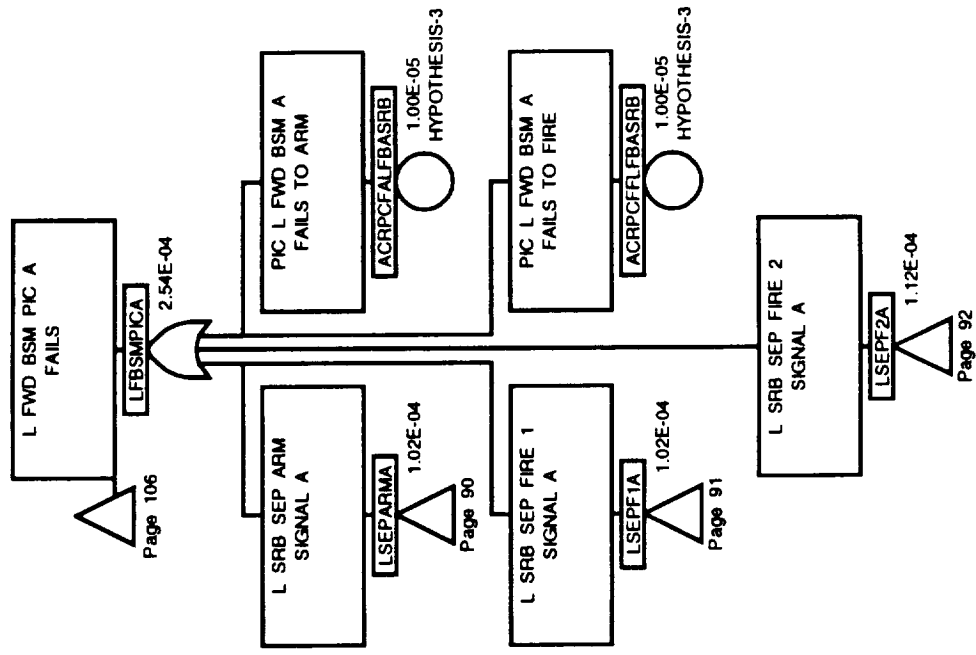 L FWD BSM PIC A
FAILS
LFBSMPICA
2.54E-04
Page 106
L SRB SEP ARM
SIGNAL A
LSEPARMA
1.02E-04
Page 90
PIC L FWD BSM A
FAILS TO ARM
ACRPCFALFBASRB
1.00E-05
HYPOTHESIS-3
L SRB SEP FIRE 1
SIGNAL A
LSEPF1A
1.02E-04
Page 91
PIC L FWD BSM A
FAILS TO FIRE
ACRPCFFLFBASRB
1.00E-05
HYPOTHESIS-3
L SRB SEP FIRE 2
SIGNAL A
LSEPF2A
1.12E-04
Page 92